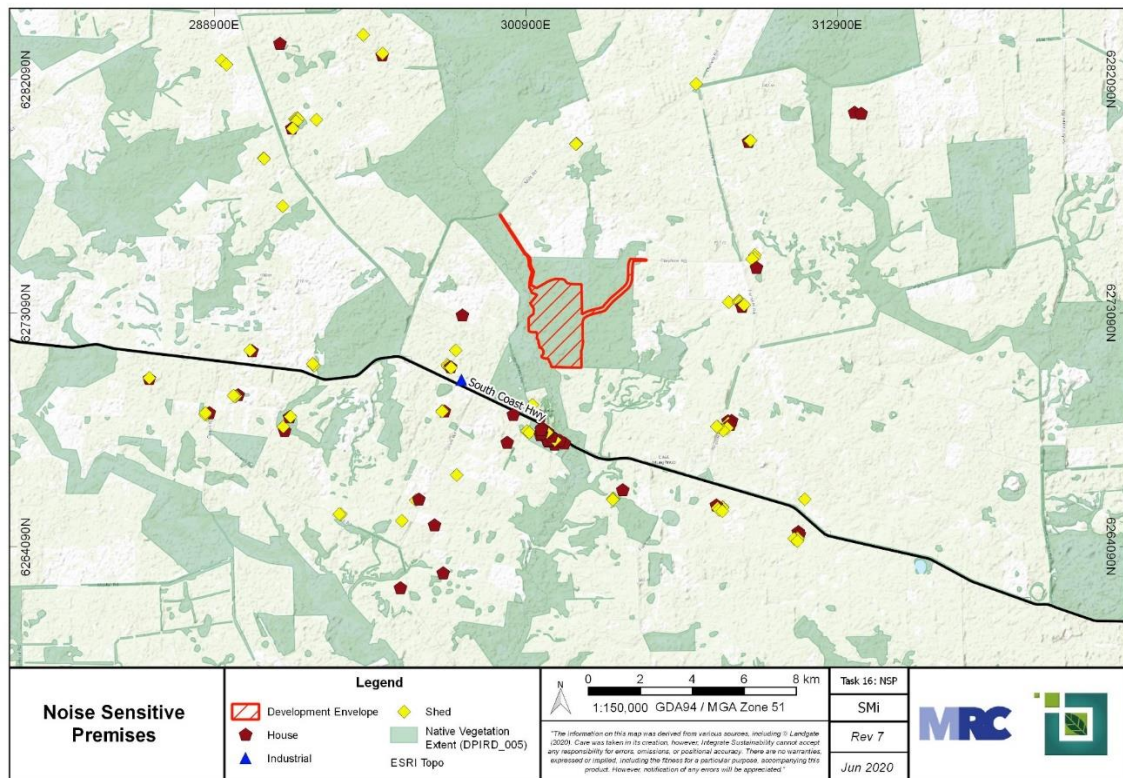 288900E
300900E
312900E
6282090N
6282090N
6273090N
6273090N
South Coast Hwy
6264090N
6264090N
Noise Sensitive
Premises
Legend
Development Envelope
House
Industrial
Shed
Native Vegetation
Extent (DPIRD_005)
ESRI Topo
N
0 2 4 6 8 km
1:150,000 GDA94 / MGA Zone 51
"The information on this map was derived from various sources, including © Landgate
(2020). Care was taken in its creation, however, Integrate Sustainability cannot accept
any responsibility for errors, omissions, or positional accuracy. There are no warranties,
expressed or implied, including the fitness for a particular purpose, accompanying this
product. However, notification of any errors will be appreciated."
Task 16: NSP
SMi
Rev 7
Jun 2020
MRC